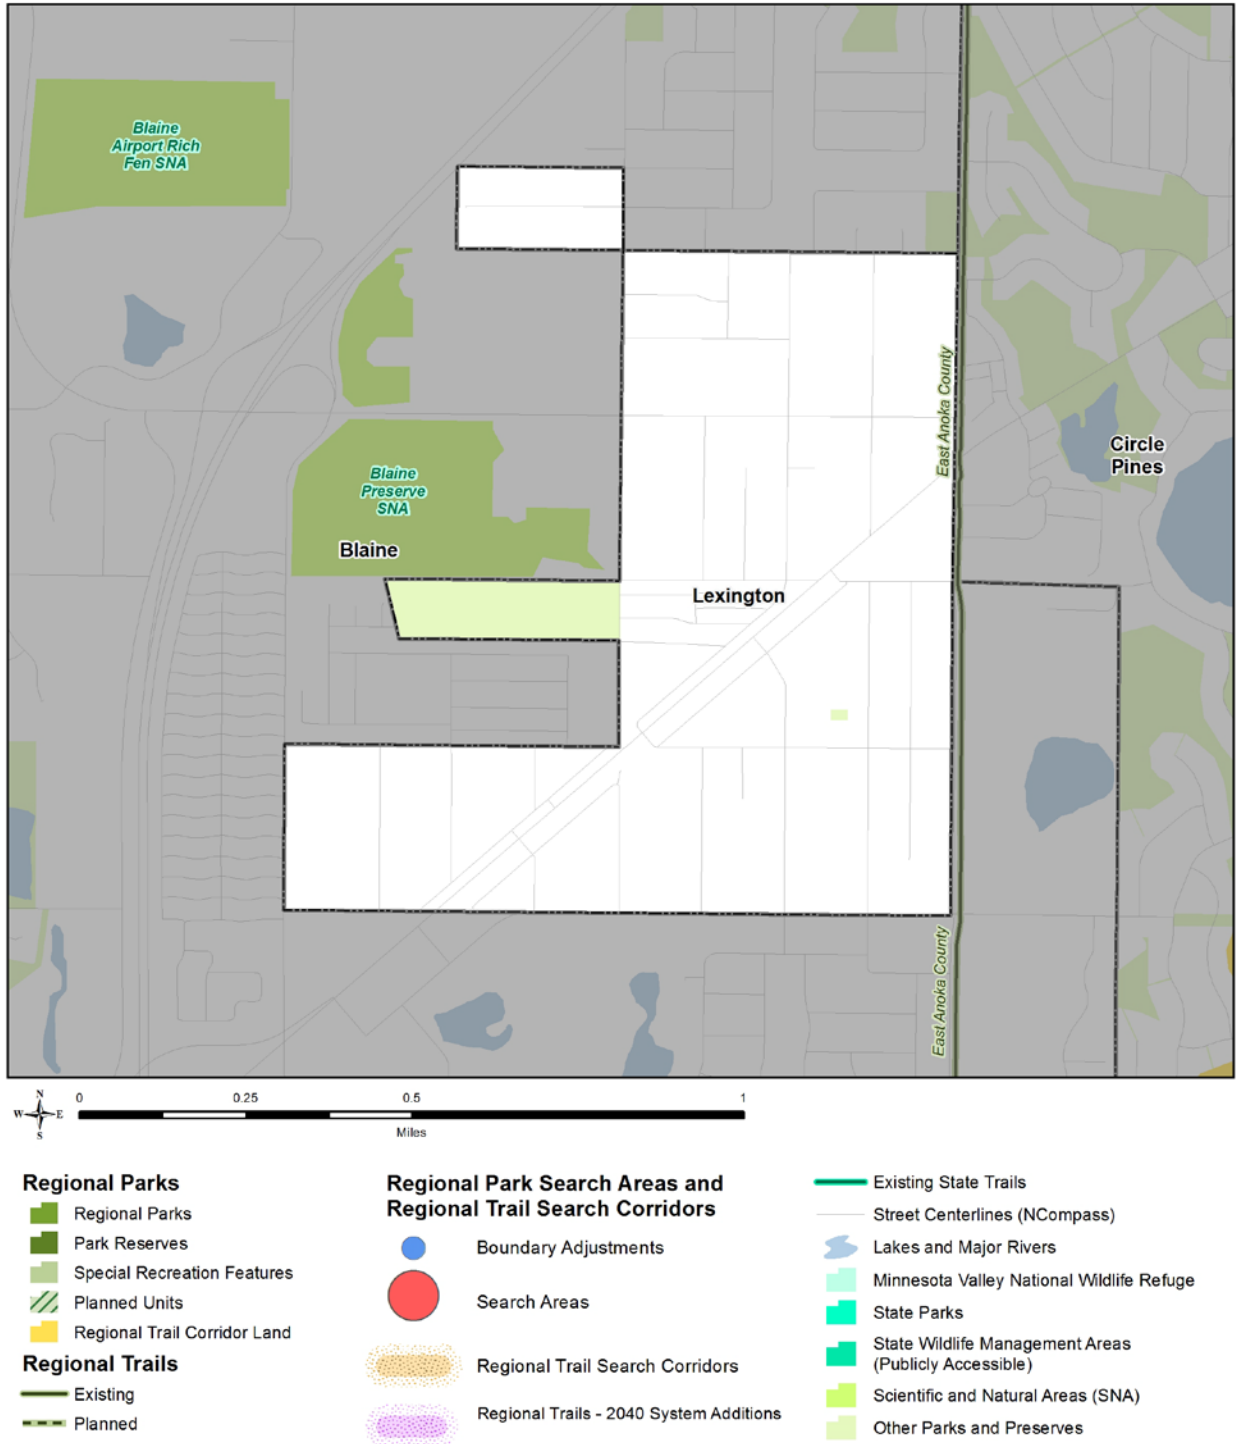 Blaine
Airport Rich
Fen SNA
East Anoka County
Circle
Pines
Blaine
Preserve
SNA
Blaine
Lexington
East Anoka County
N
W E
S
0 0.25 0.5 1
Miles
Regional Parks
Regional Parks
Park Reserves
Special Recreation Features
Planned Units
Regional Trail Corridor Land
Regional Trails
Existing
Planned
Regional Park Search Areas and
Regional Trail Search Corridors
Boundary Adjustments
Search Areas
Regional Trail Search Corridors
Regional Trails - 2040 System Additions
Existing State Trails
Street Centerlines (NCompass)
Lakes and Major Rivers
Minnesota Valley National Wildlife Refuge
State Parks
State Wildlife Management Areas
(Publicly Accessible)
Scientific and Natural Areas (SNA)
Other Parks and Preserves